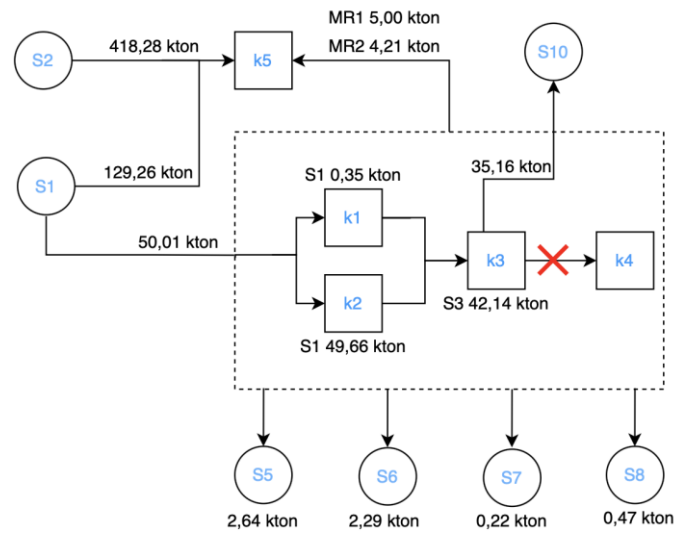 MR1 5,00 kton
S2
418,28 kton
k5
MR2 4,21 kton
S10
S1
129,26 kton
S1 0,35 kton
35,16 kton
k1
50,01 kton
k3
k4
k2
S3 42,14 kton
S1 49,66 kton
S5
S6
S7
S8
2,64 kton
2,29 kton
0,22 kton
0,47 kton